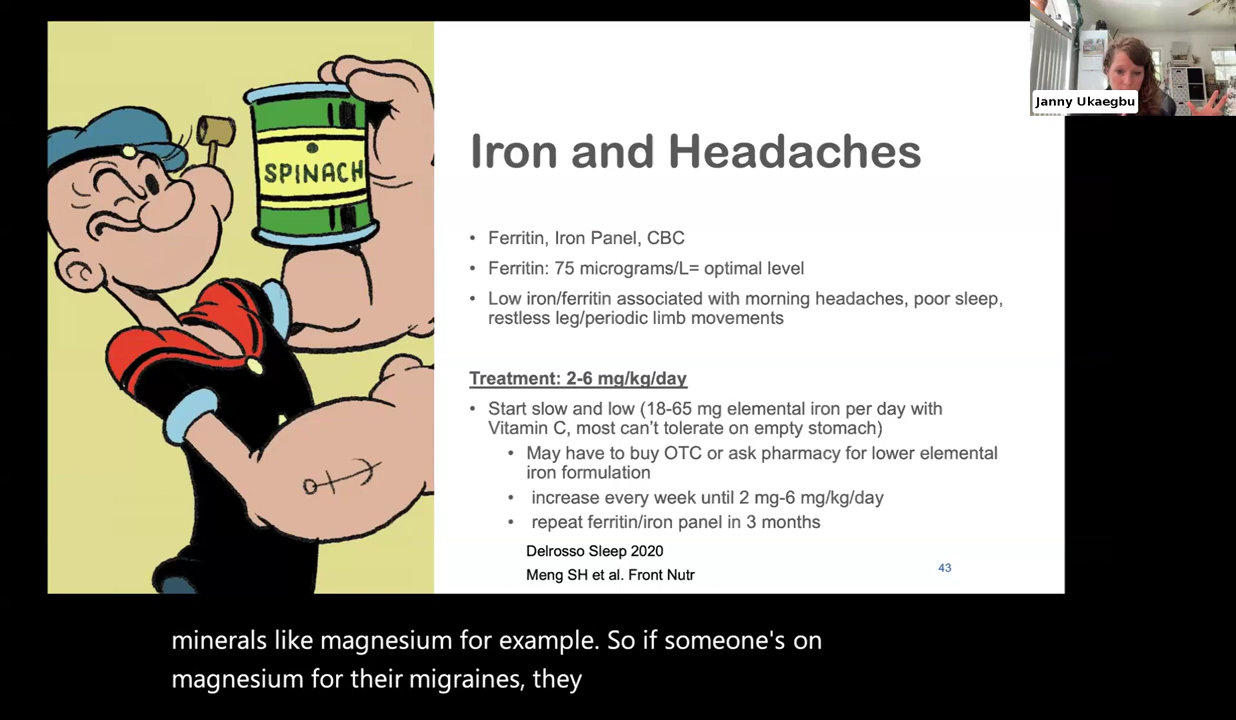 Janny Ukaegbu
SPINACH
Iron and Headaches
• Ferritin, Iron Panel, CBC
• Ferritin: 75 micrograms/L= optimal level
• Low iron/ferritin associated with morning headaches, poor sleep,
restless leg/periodic limb movements
Treatment: 2-6 mg/kg/day
• Start slow and low (18-65 mg elemental iron per day with
Vitamin C, most can’t tolerate on empty stomach)
• May have to buy OTC or ask pharmacy for lower elemental
iron formulation
• increase every week until 2 mg-6 mg/kg/day
• repeat ferritin/iron panel in 3 months
Delrosso Sleep 2020
Meng SH et al. Front Nutr
43
minerals like magnesium for example. So if someone's on
magnesium for their migraines, they